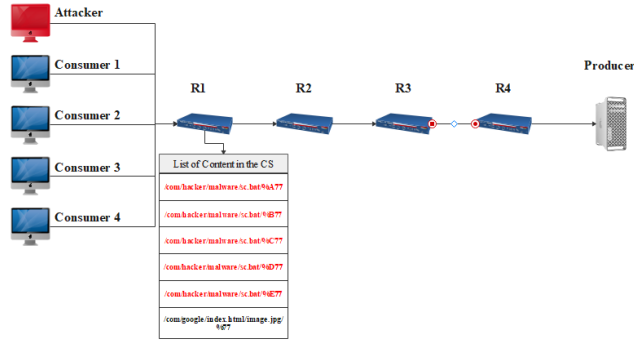 Attacker
Consumer 1
Consumer 2
Consumer 3
Consumer 4
R1
R2
R3
R4
Producer
List of Content in the CS
/com/hacker/malware/sc.bat/%A77
/com/hacker/malware/sc.bat/%B77
/com/hacker/malware/sc.bat/%C77
/com/hacker/malware/sc.bat/%D77
/com/hacker/malware/sc.bat/%E77
/com/google/index.html/image.jpg/
%77